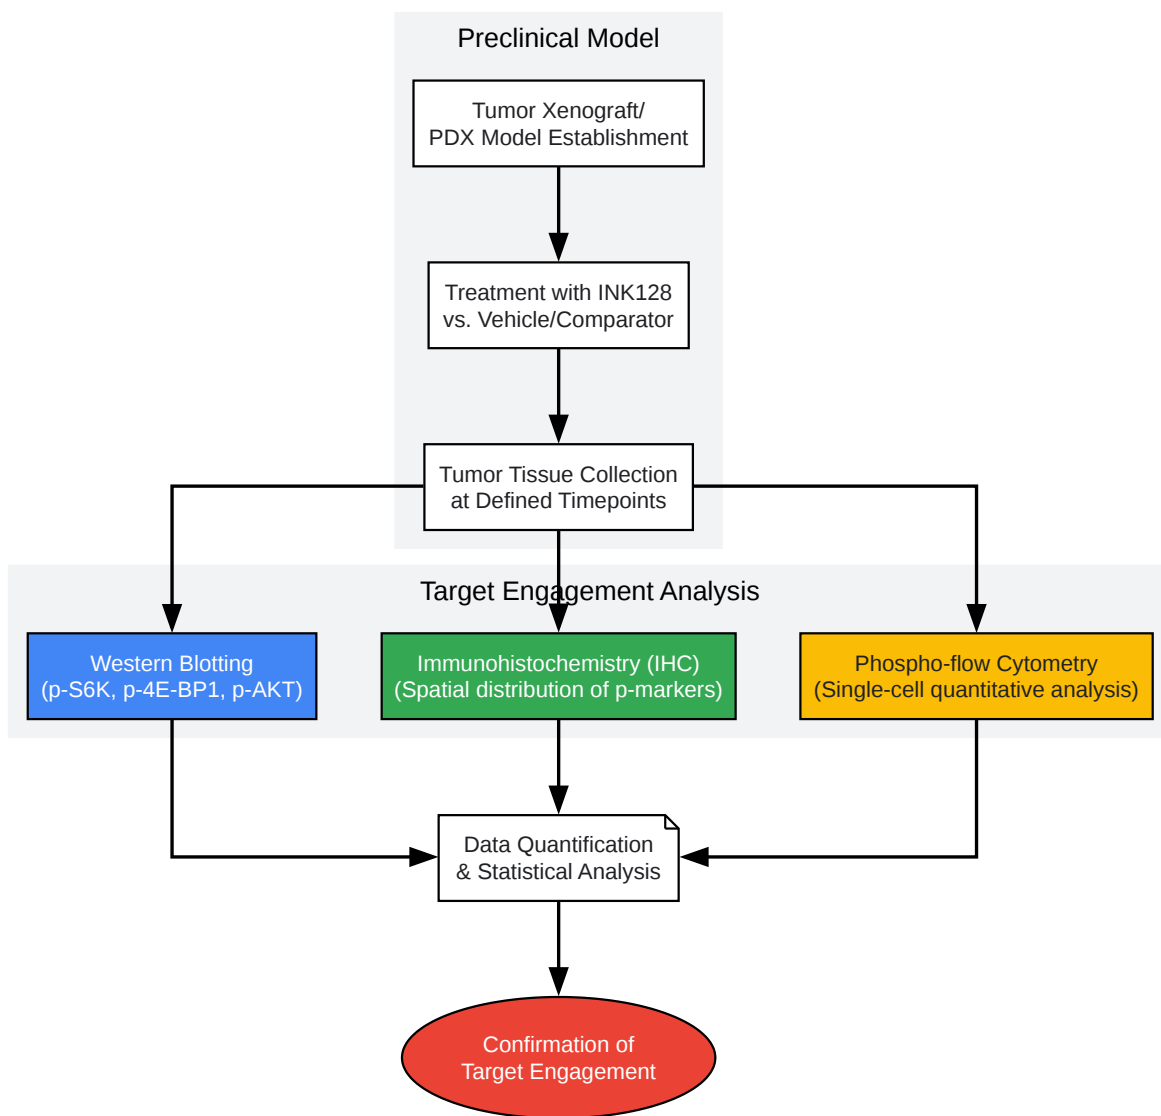 Preclinical Model
Tumor Xenograft/
PDX Model Establishment
Treatment with INK128
vs. Vehicle/Comparator
Tumor Tissue Collection
at Defined Timepoints
Target Engagement Analysis
Western Blotting
(p-S6K, p-4E-BP1, p-AKT)
Immunohistochemistry (IHC)
(Spatial distribution of p-markers)
Phospho-flow Cytometry
(Single-cell quantitative analysis)
Data Quantification
& Statistical Analysis
Confirmation of
Target Engagement